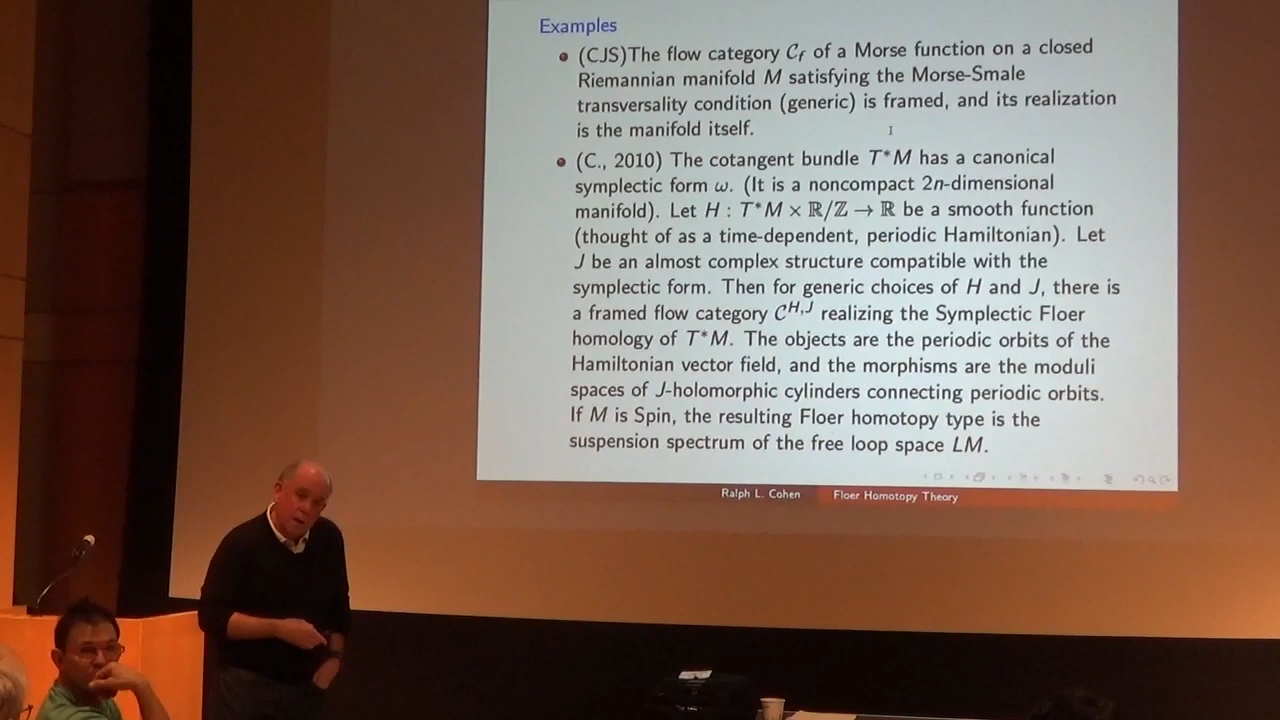 Examples
• (CJS)The flow category 𝒞_f of a Morse function on a closed
Riemannian manifold M satisfying the Morse-Smale
transversality condition (generic) is framed, and its realization
is the manifold itself.
• (C., 2010) The cotangent bundle T*M has a canonical
symplectic form ω. (It is a noncompact 2n-dimensional
manifold). Let H : T*M × ℝ/ℤ → ℝ be a smooth function
(thought of as a time-dependent, periodic Hamiltonian). Let
J be an almost complex structure compatible with the
symplectic form. Then for generic choices of H and J, there is
a framed flow category 𝒞^{H,J} realizing the Symplectic Floer
homology of T*M. The objects are the periodic orbits of the
Hamiltonian vector field, and the morphisms are the moduli
spaces of J-holomorphic cylinders connecting periodic orbits.
If M is Spin, the resulting Floer homotopy type is the
suspension spectrum of the free loop space LM.
Ralph L. Cohen Floer Homotopy Theory